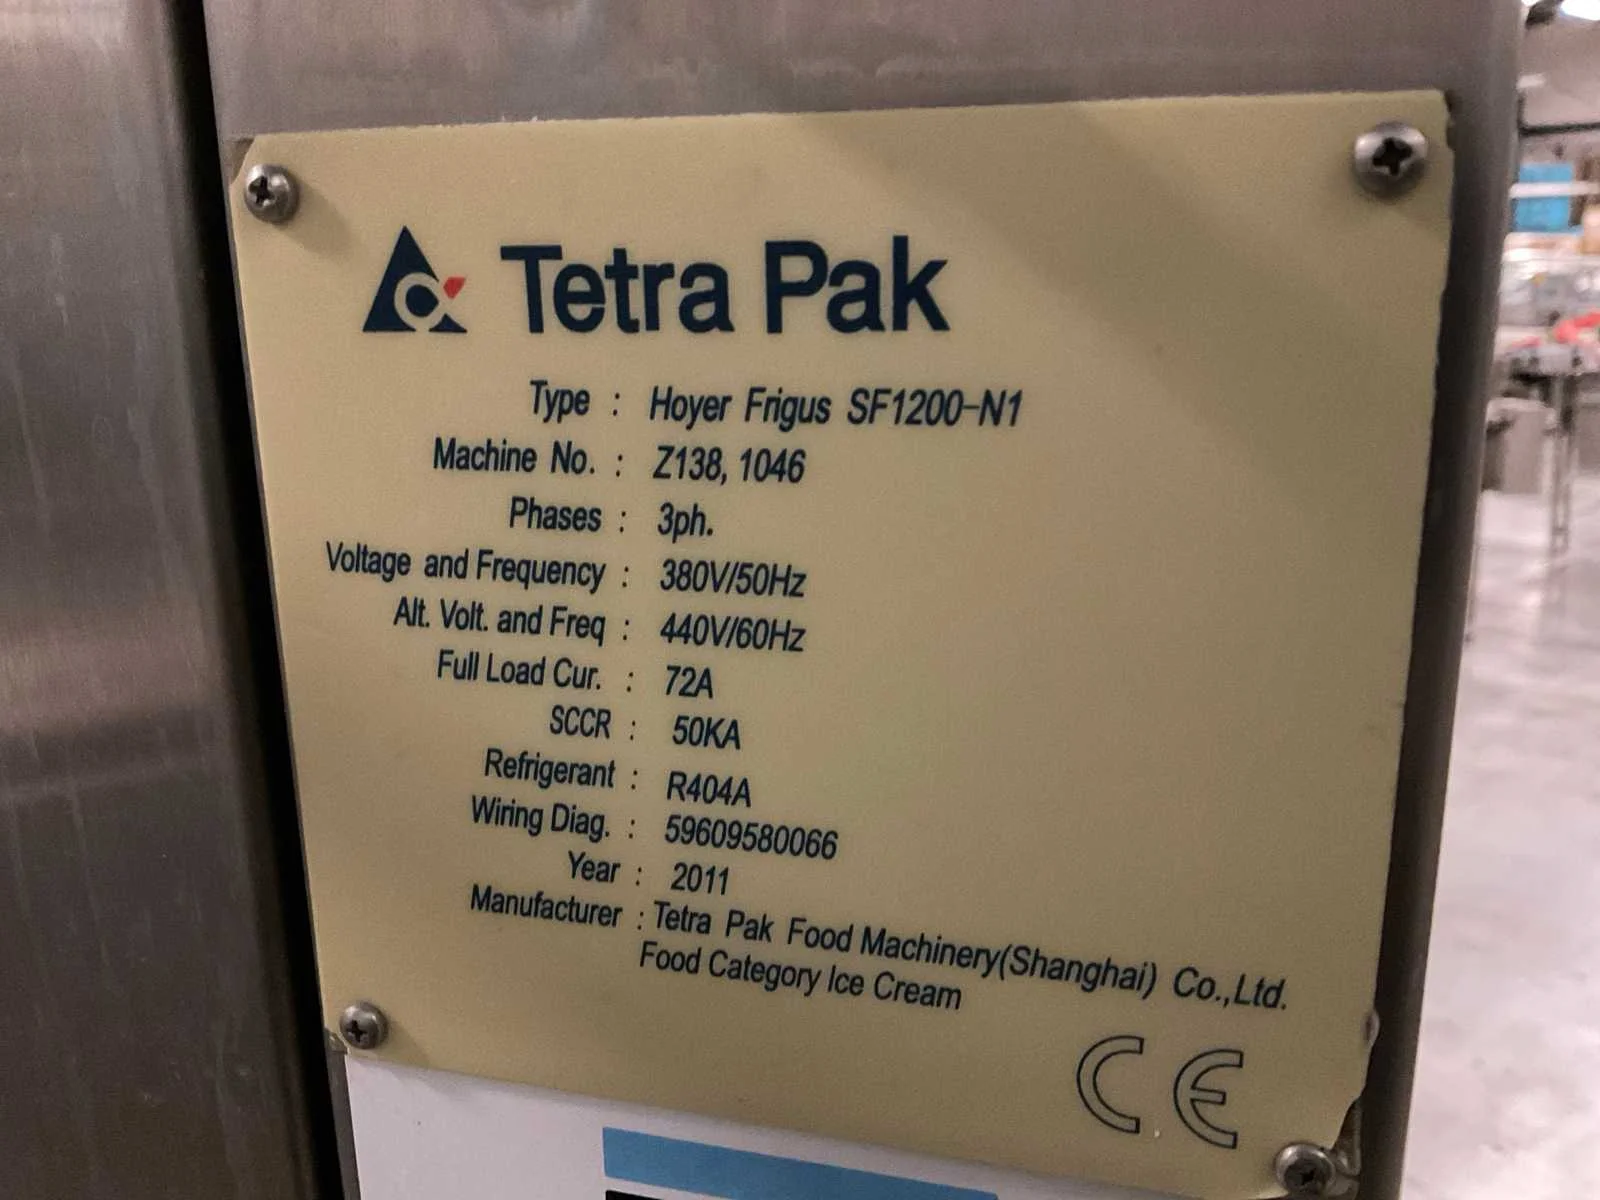 Tetra Pak
Type : Hoyer Frigus SF1200-N1
Machine No. : Z138, 1046
Phases : 3ph.
Voltage and Frequency : 380V/50Hz
Alt. Volt. and Freq : 440V/60Hz
Full Load Cur. : 72A
SCCR : 50KA
Refrigerant : R404A
Wiring Diag. : 59609580066
Year : 2011
Manufacturer : Tetra Pak Food Machinery(Shanghai) Co.,Ltd.
Food Category Ice Cream
CE